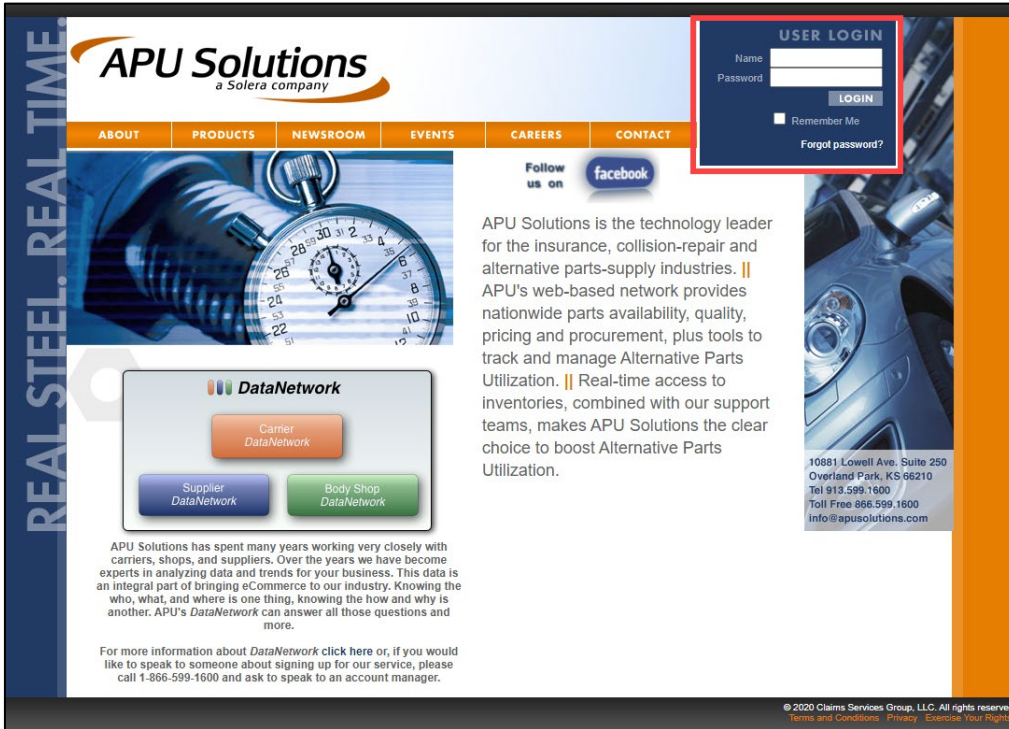 REAL STEEL. REAL TIME.
APU Solutions
a Solera company
USER LOGIN
Name
Password
LOGIN
Remember Me
Forgot password?
ABOUT PRODUCTS NEWSROOM EVENTS CAREERS CONTACT
Follow
us on
facebook
APU Solutions is the technology leader
for the insurance, collision-repair and
alternative parts-supply industries. ||
APU's web-based network provides
nationwide parts availability, quality,
pricing and procurement, plus tools to
track and manage Alternative Parts
Utilization. || Real-time access to
inventories, combined with our support
teams, makes APU Solutions the clear
choice to boost Alternative Parts
Utilization.
DataNetwork
Carrier
DataNetwork
Supplier
DataNetwork
Body Shop
DataNetwork
APU Solutions has spent many years working very closely with
carriers, shops, and suppliers. Over the years we have become
experts in analyzing data and trends for your business. This data is
an integral part of bringing eCommerce to our industry. Knowing the
who, what, and where is one thing, knowing the how and why is
another. APU's DataNetwork can answer all those questions and
more.
For more information about DataNetwork click here or, if you would
like to speak to someone about signing up for our service, please
call 1-866-599-1600 and ask to speak to an account manager.
10881 Lowell Ave. Suite 250
Overland Park, KS 66210
Tel 913.599.1600
Toll Free 866.599.1600
info@apusolutions.com
© 2020 Claims Services Group, LLC. All rights reserve
Terms and Conditions Privacy Exercise Your Rights